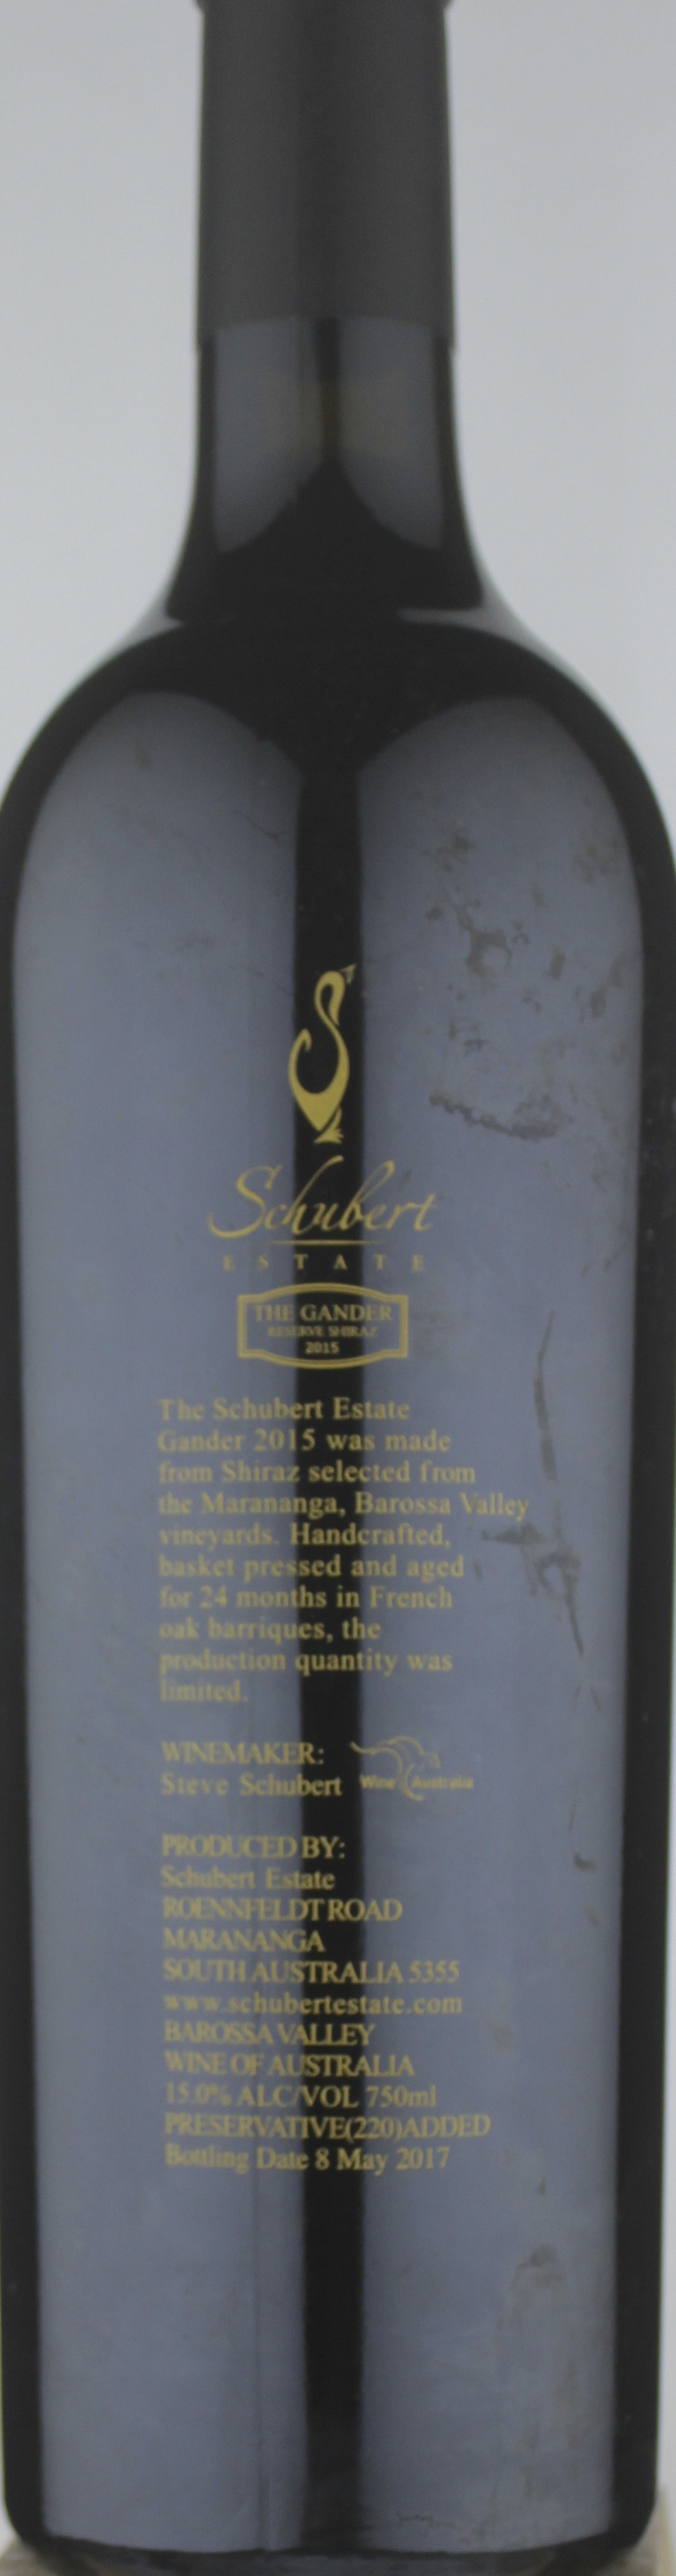 Schubert
ESTATE
THE GANDER
RESERVE SHIRAZ
2015
The Schubert Estate
Gander 2015 was made
from Shiraz selected from
the Marananga, Barossa Valley
vineyards. Handcrafted,
basket pressed and aged
for 24 months in French
oak barriques, the
production quantity was
limited.
WINEMAKER:
Steve Schubert
Wine Australia
PRODUCED BY:
Schubert Estate
ROENNFELDT ROAD
MARANANGA
SOUTH AUSTRALIA 5355
www.schubertestate.com
BAROSSA VALLEY
WINE OF AUSTRALIA
15.0% ALC/VOL 750ml
PRESERVATIVE(220)ADDED
Bottling Date 8 May 2017